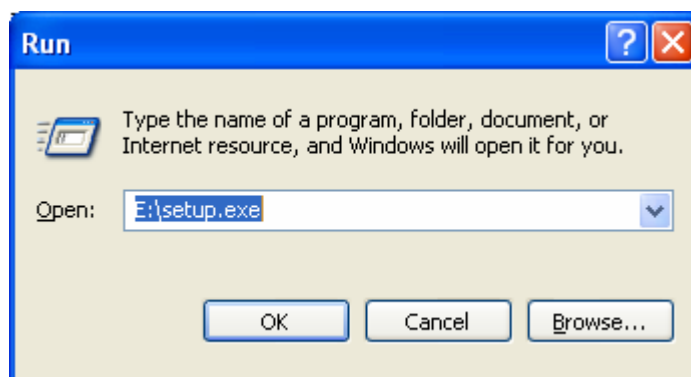 Run
Type the name of a program, folder, document, or
Internet resource, and Windows will open it for you.
Open: E:\setup.exe
OK Cancel Browse...